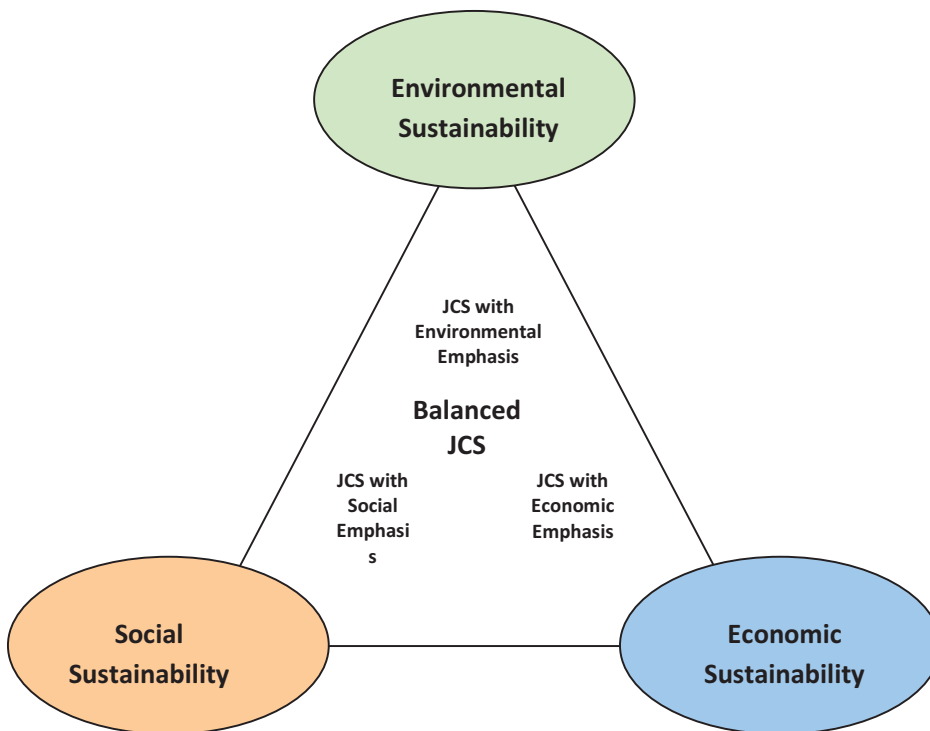 Environmental
Sustainability
JCS with
Environmental
Emphasis
Balanced
JCS
JCS with
Social
Emphasi
s
JCS with
Economic
Emphasis
Social
Sustainability
Economic
Sustainability